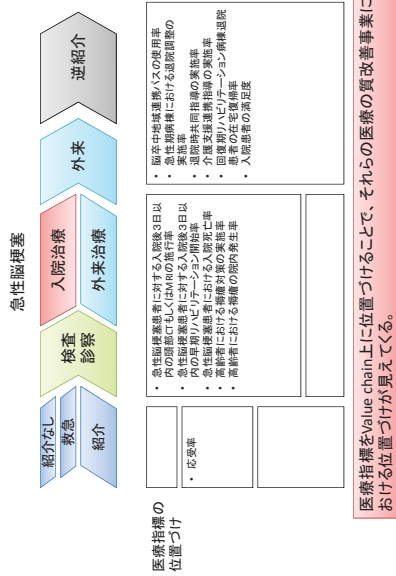 急性脳梗塞
紹介なし
救急
紹介
検査
診察
入院治療
外来治療
外来
逆紹介
医療指標の
位置づけ
• 応受率
• 急性脳梗塞患者に対する入院後3日以
内の頭部CTもしくはMRIの施行率
• 急性脳梗塞患者に対する入院後3日以
内の早期リハビリテーション開始率
• 急性脳梗塞患者における入院死亡率
• 高齢者における褥瘡対策の実施率
• 高齢者における褥瘡の院内発生率
• 脳卒中地域連携パスの使用率
• 急性期病棟における退院調整の
実施率
• 退院時共同指導の実施率
• 介護支援連携指導の実施率
• 回復期リハビリテーション病棟退院
患者の在宅復帰率
• 入院患者の満足度
医療指標をValue chain上に位置づけることで、それらの医療の質改善事業に
おける位置づけが見えてくる。